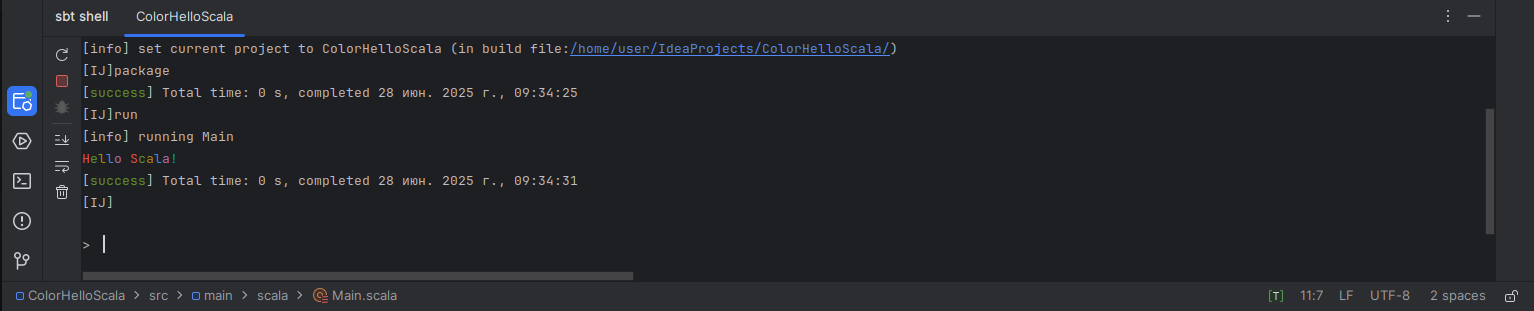 sbt shell ColorHelloScala
[info] set current project to ColorHelloScala (in build file:/home/user/IdeaProjects/ColorHelloScala/)
[IJ]package
[success] Total time: 0 s, completed 28 июн. 2025 г., 09:34:25
[IJ]run
[info] running Main
Hello Scala!
[success] Total time: 0 s, completed 28 июн. 2025 г., 09:34:31
[IJ]
>
ColorHelloScala > src > main > scala > Main.scala [T] 11:7 LF UTF-8 2 spaces